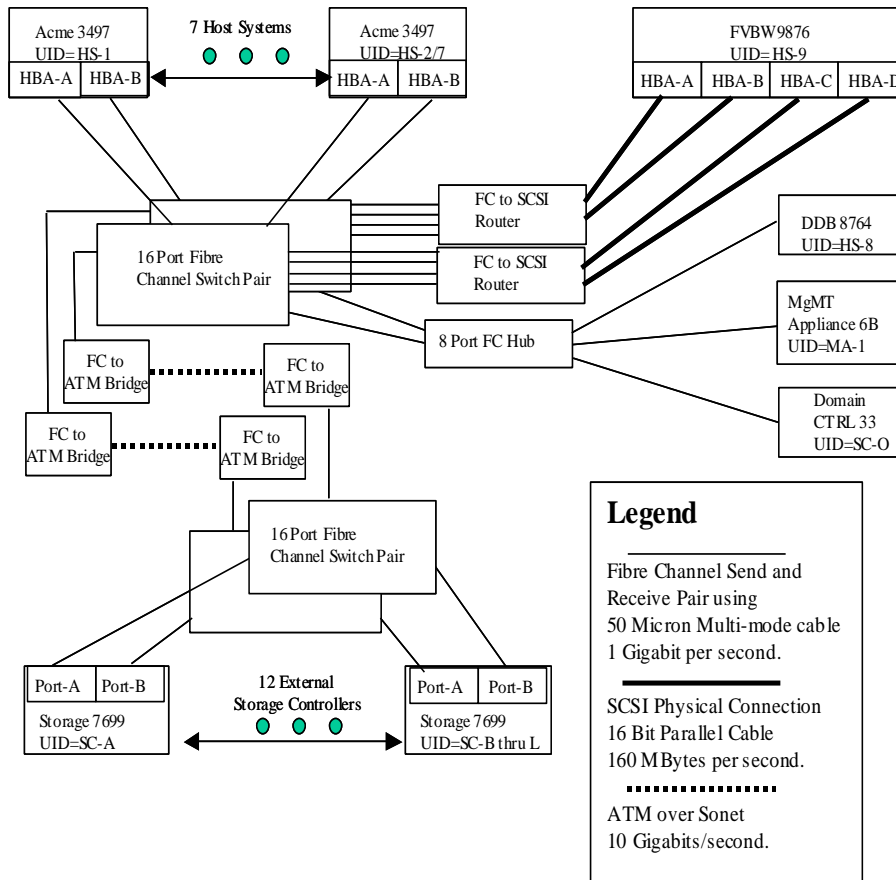 Acme 3497
UID= HS-1
HBA-A
HBA-B
7 Host Systems
Acme 3497
UID=HS-2/7
HBA-A
HBA-B
FVBW9876
UID= HS-9
HBA-A
HBA-B
HBA-C
HBA-D
FC to SCSI
Router
16 Port Fibre
Channel Switch Pair
FC to SCSI
Router
DDB 8764
UID=HS-8
8 Port FC Hub
MgMT
Appliance 6B
UID=MA-1
FC to
ATM Bridge
FC to
ATM Bridge
Domain
CTRL 33
UID=SC-O
FC to
ATM Bridge
FC to
ATM Bridge
16 Port Fibre
Channel Switch Pair
Port-A
Port-B
Storage 7699
UID=SC-A
12 External
Storage Controllers
Port-A
Port-B
Storage 7699
UID=SC-B thru L
Legend
Fibre Channel Send and
Receive Pair using
50 Micron Multi-mode cable
1 Gigabit per second.
SCSI Physical Connection
16 Bit Parallel Cable
160 MBytes per second.
ATM over Sonet
10 Gigabits/second.